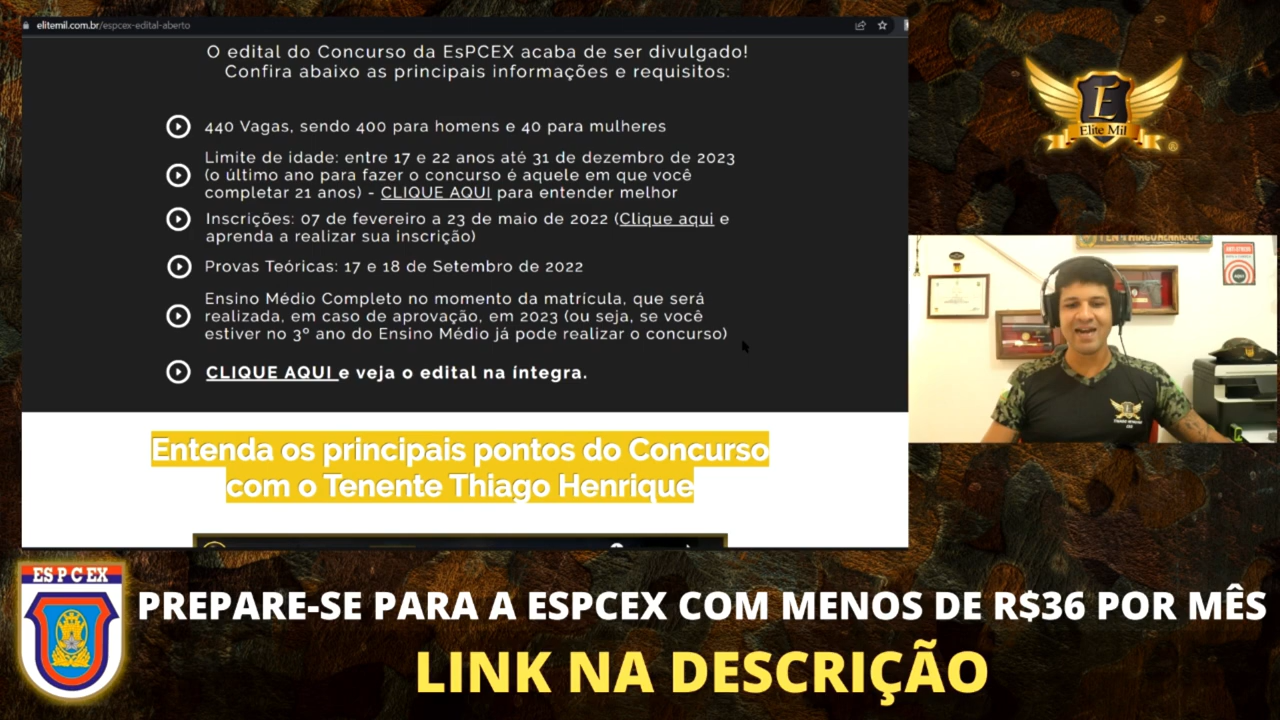 elitemil.com.br/espcex-edital-aberto
O edital do Concurso da EsPCEX acaba de ser divulgado!
Confira abaixo as principais informações e requisitos:
440 Vagas, sendo 400 para homens e 40 para mulheres
Limite de idade: entre 17 e 22 anos até 31 de dezembro de 2023
(o último ano para fazer o concurso é aquele em que você
completar 21 anos) - CLIQUE AQUI para entender melhor
Inscrições: 07 de fevereiro a 23 de maio de 2022 (Clique aqui e
aprenda a realizar sua inscrição)
Provas Teóricas: 17 e 18 de Setembro de 2022
Ensino Médio Completo no momento da matrícula, que será
realizada, em caso de aprovação, em 2023 (ou seja, se você
estiver no 3º ano do Ensino Médio já pode realizar o concurso)
CLIQUE AQUI e veja o edital na íntegra.
Entenda os principais pontos do Concurso
com o Tenente Thiago Henrique
E
Elite Mil
®
ES P C EX
PREPARE-SE PARA A ESPCEX COM MENOS DE R$36 POR MÊS
LINK NA DESCRIÇÃO